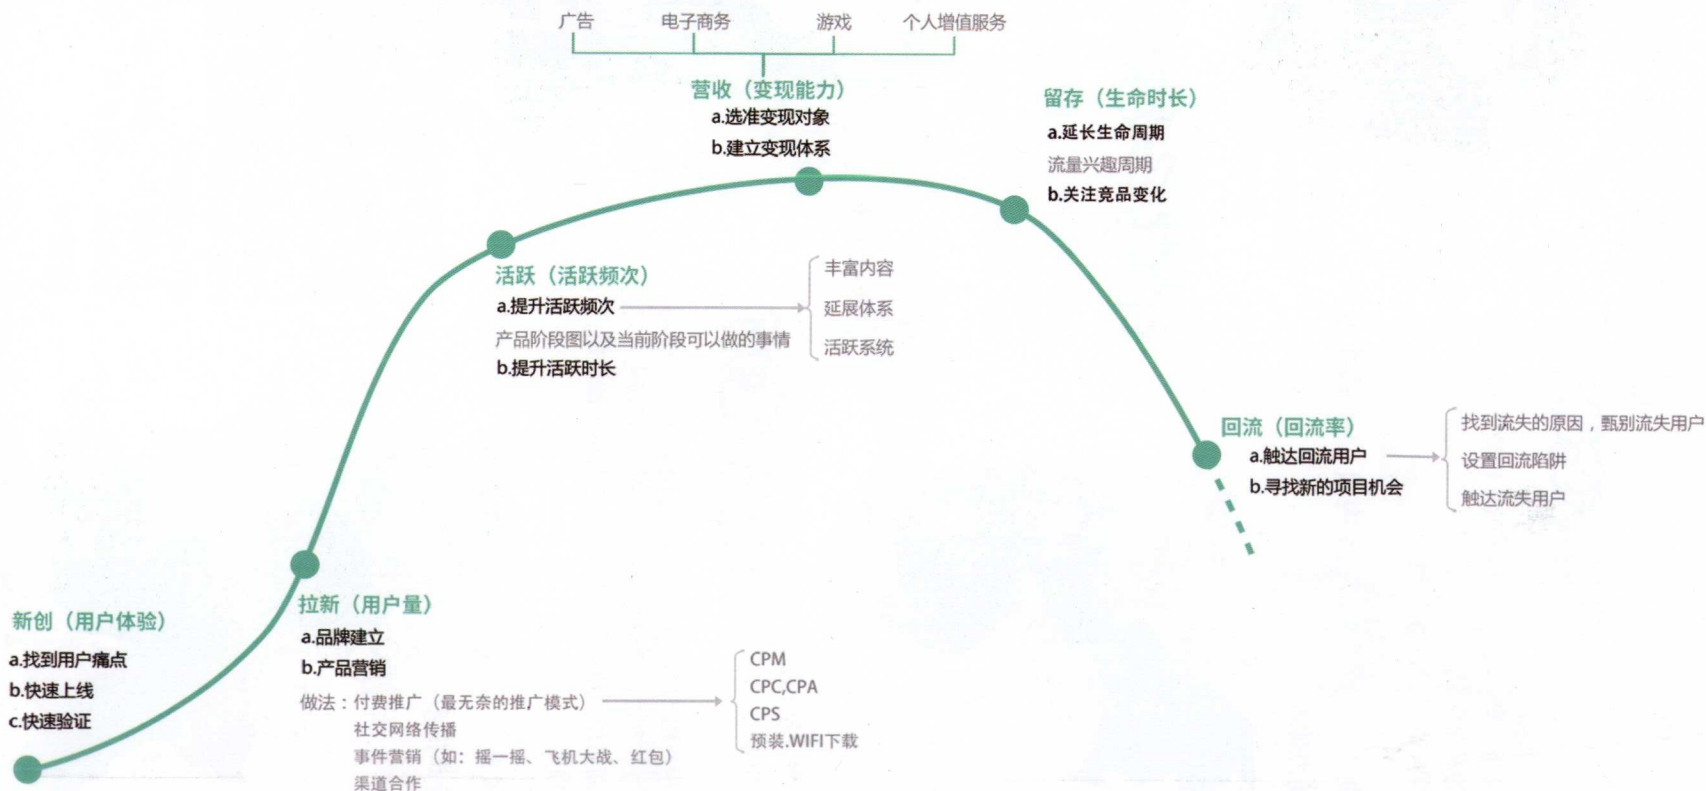 广告
电子商务
游戏
个人增值服务
营收（变现能力）
a.选准变现对象
b.建立变现体系
留存（生命时长）
a.延长生命周期
流量兴趣周期
b.关注竞品变化
活跃（活跃频次）
a.提升活跃频次
产品阶段图以及当前阶段可以做的事情
b.提升活跃时长
丰富内容
延展体系
活跃系统
回流（回流率）
a.触达回流用户
b.寻找新的项目机会
找到流失的原因，甄别流失用户
设置回流陷阱
触达流失用户
新创（用户体验）
a.找到用户痛点
b.快速上线
c.快速验证
拉新（用户量）
a.品牌建立
b.产品营销
做法：付费推广（最无奈的推广模式）
社交网络传播
事件营销（如：摇一摇、飞机大战、红包）
渠道合作
CPM
CPC,CPA
CPS
预装.WIFI下载